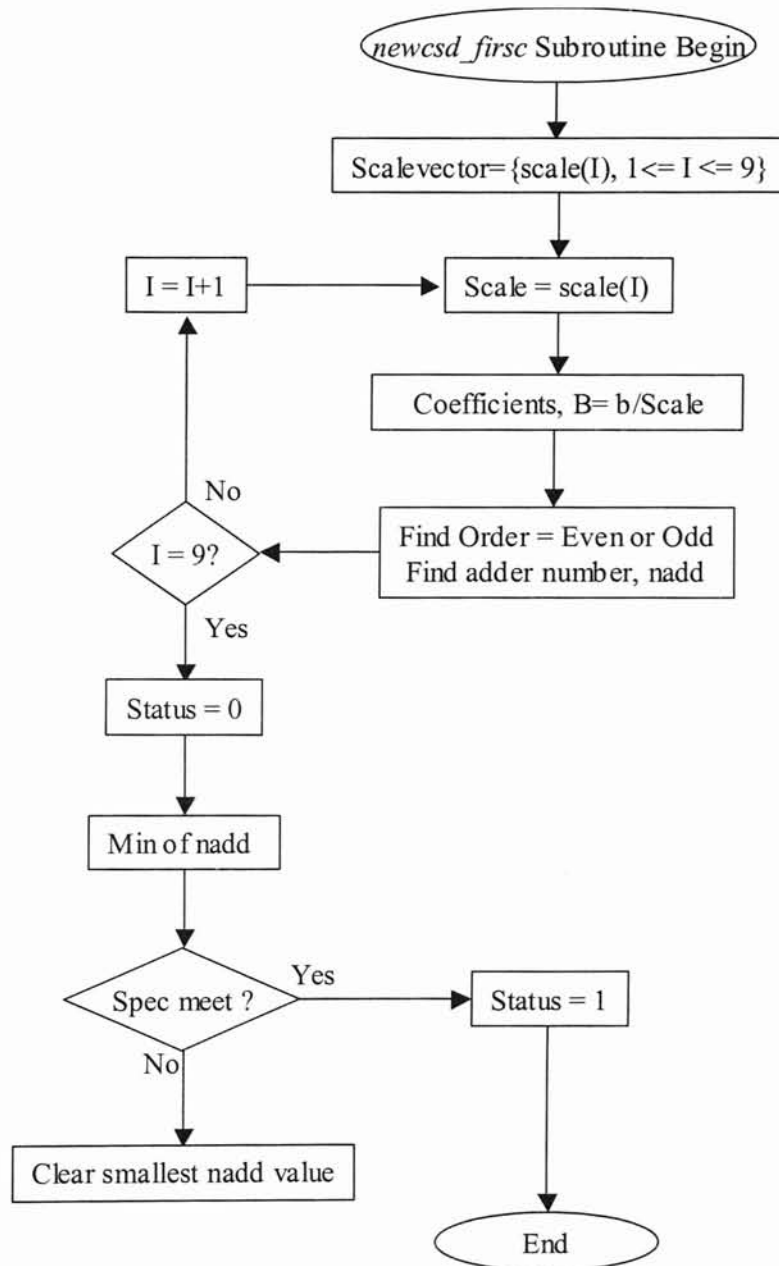 newcsd_firsc Subroutine Begin
Scalevector={scale(I), 1<= I <= 9}
I = I+1
Scale = scale(I)
Coefficients, B= b/Scale
No
I = 9?
Find Order = Even or Odd
Find adder number, nadd
Yes
Status = 0
Min of nadd
Spec meet ?
Yes
Status = 1
No
Clear smallest nadd value
End